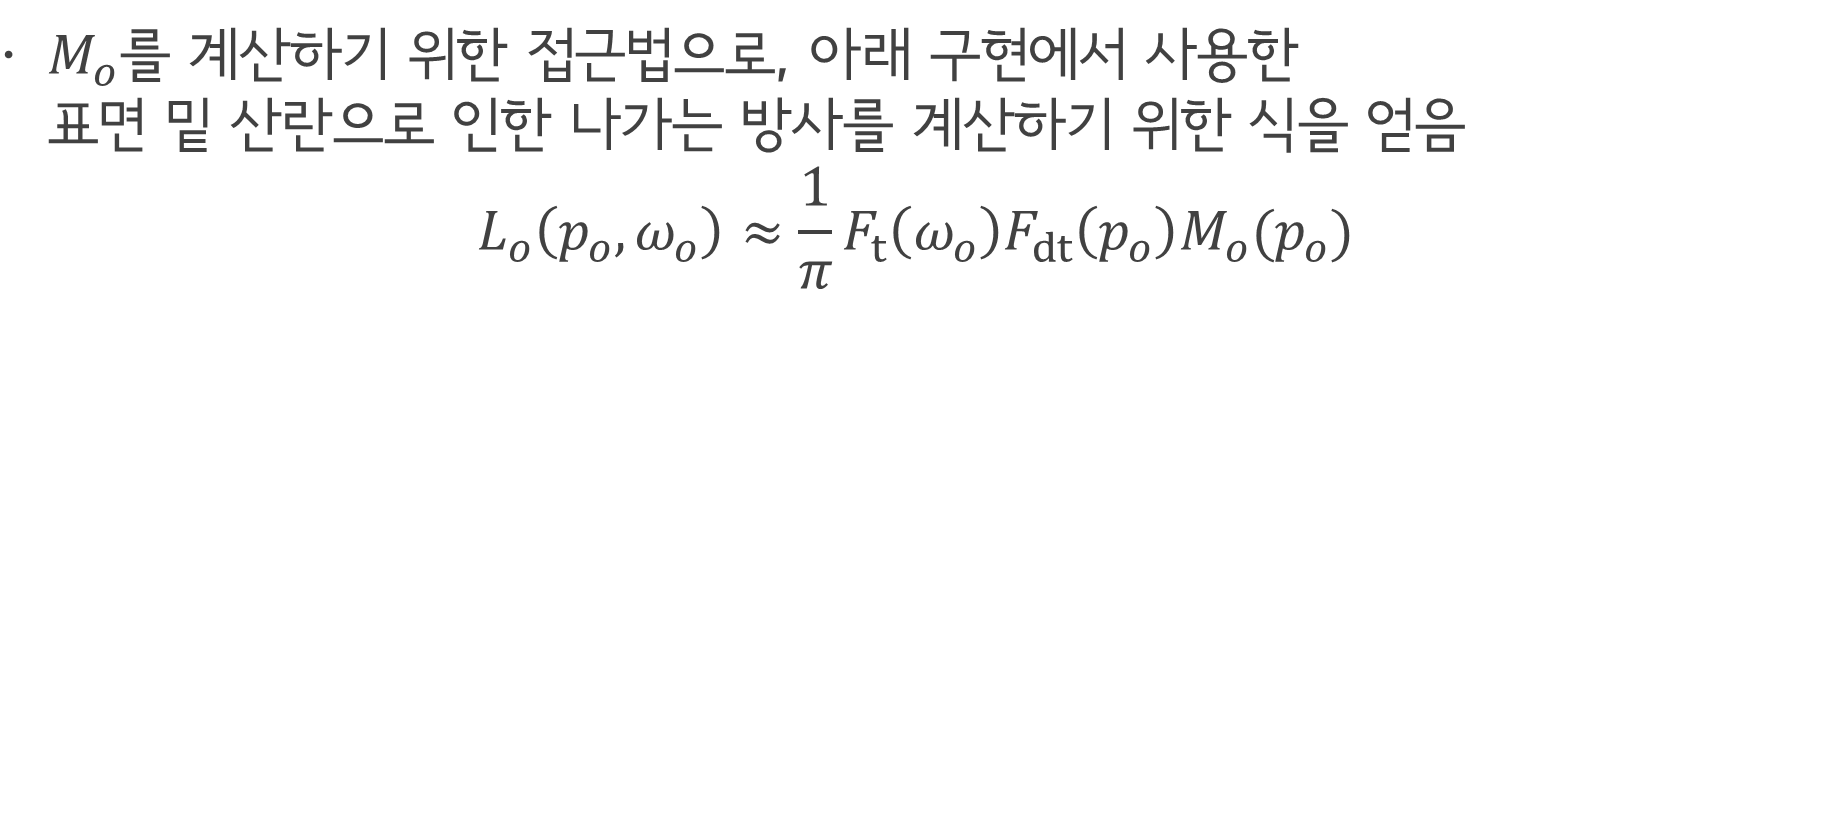 · M_o를 계산하기 위한 접근법으로, 아래 구현에서 사용한
표면 밑 산란으로 인한 나가는 방사를 계산하기 위한 식을 얻음
L_o(p_o, ω_o) ≈ \frac{1}{π} F_t(ω_o)F_dt(p_o)M_o(p_o)